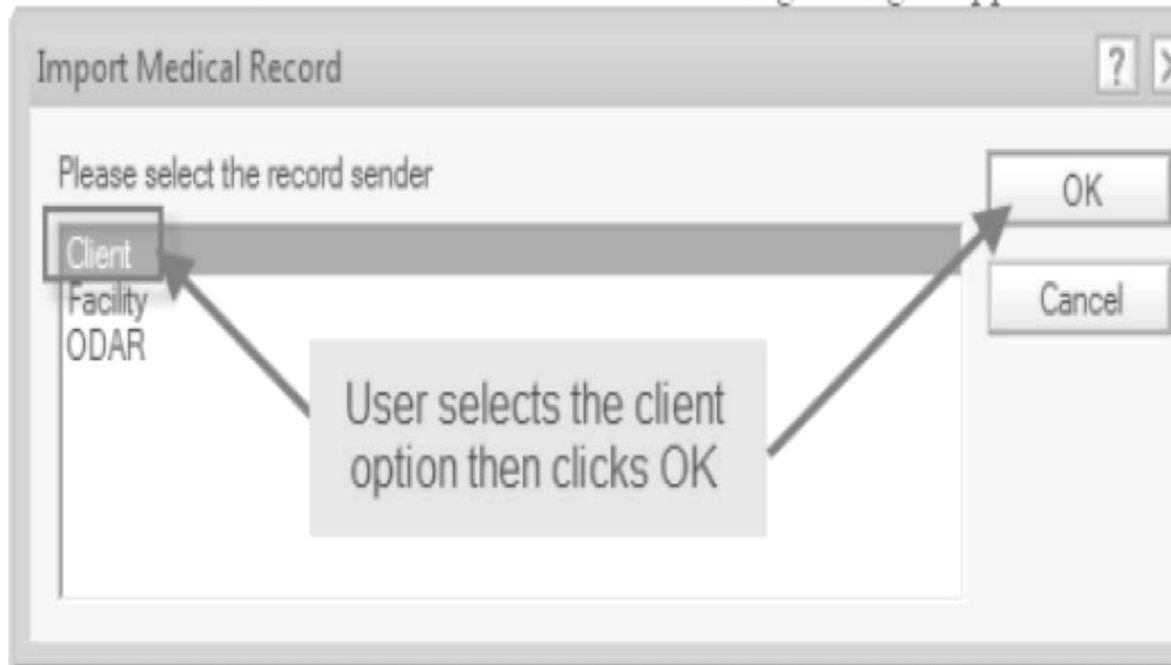 Import Medical Record
?
Please select the record sender
OK
Client
Facility
Cancel
ODAR
User selects the client
option then clicks OK